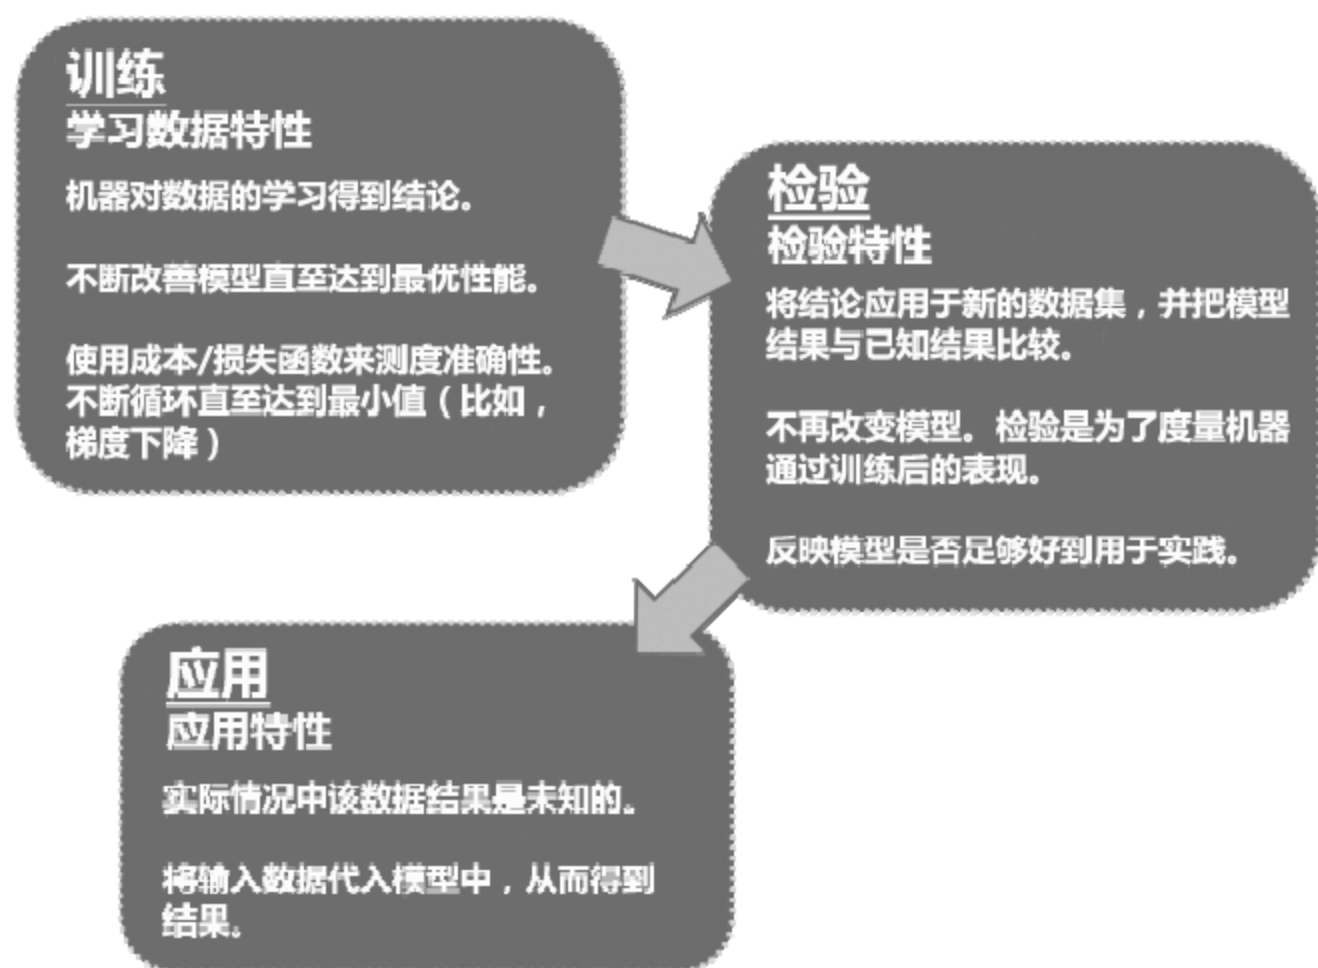 训练
学习数据特性
机器对数据的学习得到结论。
不断改善模型直至达到最优性能。
使用成本/损失函数来测度准确性。
不断循环直至达到最小值（比如，
梯度下降）
检验
检验特性
将结论应用于新的数据集，并把模型
结果与已知结果比较。
不再改变模型。检验是为了度量机器
通过训练后的表现。
反映模型是否足够好到用于实践。
应用
应用特性
实际情况中该数据结果是未知的。
将输入数据代入模型中，从而得到
结果。